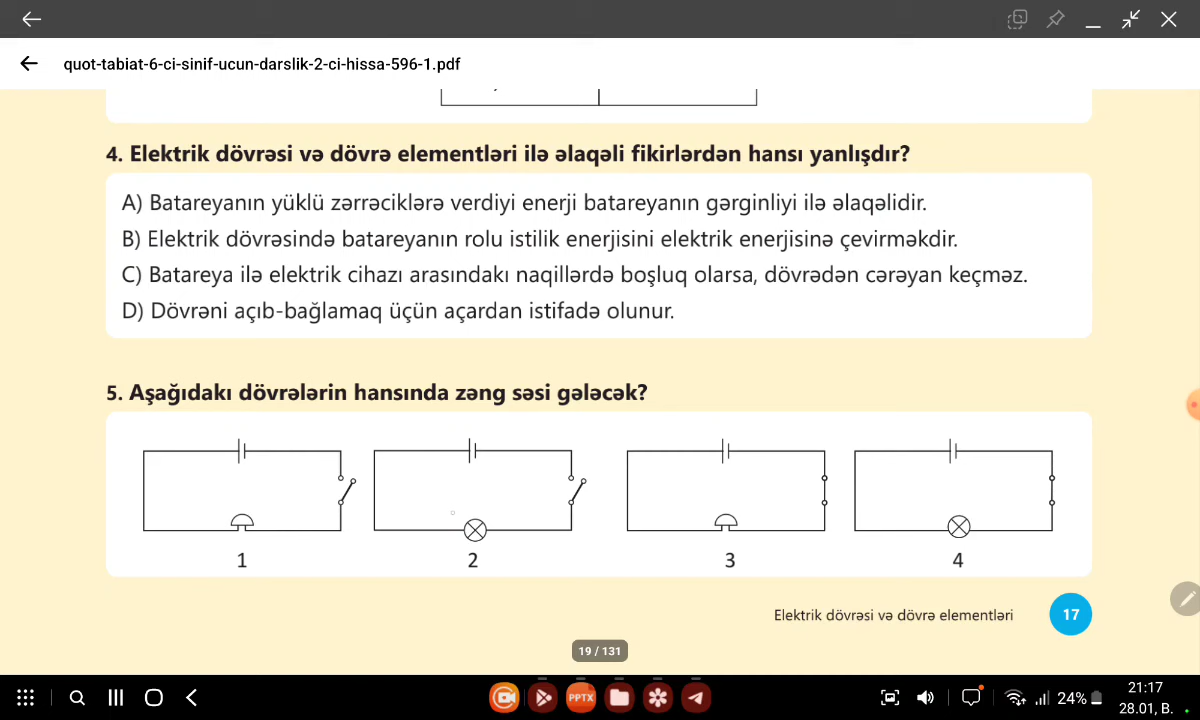 quot-tabiat-6-ci-sinif-ucun-darslik-2-ci-hissa-596-1.pdf
4. Elektrik dövrəsi və dövrə elementləri ilə əlaqəli fikirlərdən hansı yanlışdır?
A) Batareyanın yüklü zərrəciklərə verdiyi enerji batareyanın gərginliyi ilə əlaqəlidir.
B) Elektrik dövrəsində batareyanın rolu istilik enerjisini elektrik enerjisinə çevirməkdir.
C) Batareya ilə elektrik cihazı arasındakı naqillərdə boşluq olarsa, dövrədən cərəyan keçməz.
D) Dövrəni açıb-bağlamaq üçün açardan istifadə olunur.
5. Aşağıdakı dövrələrin hansında zəng səsi gələcək?
1 2 3 4
Elektrik dövrəsi və dövrə elementləri 17
19 / 131
PPTX
24% 21:17
28.01, B.